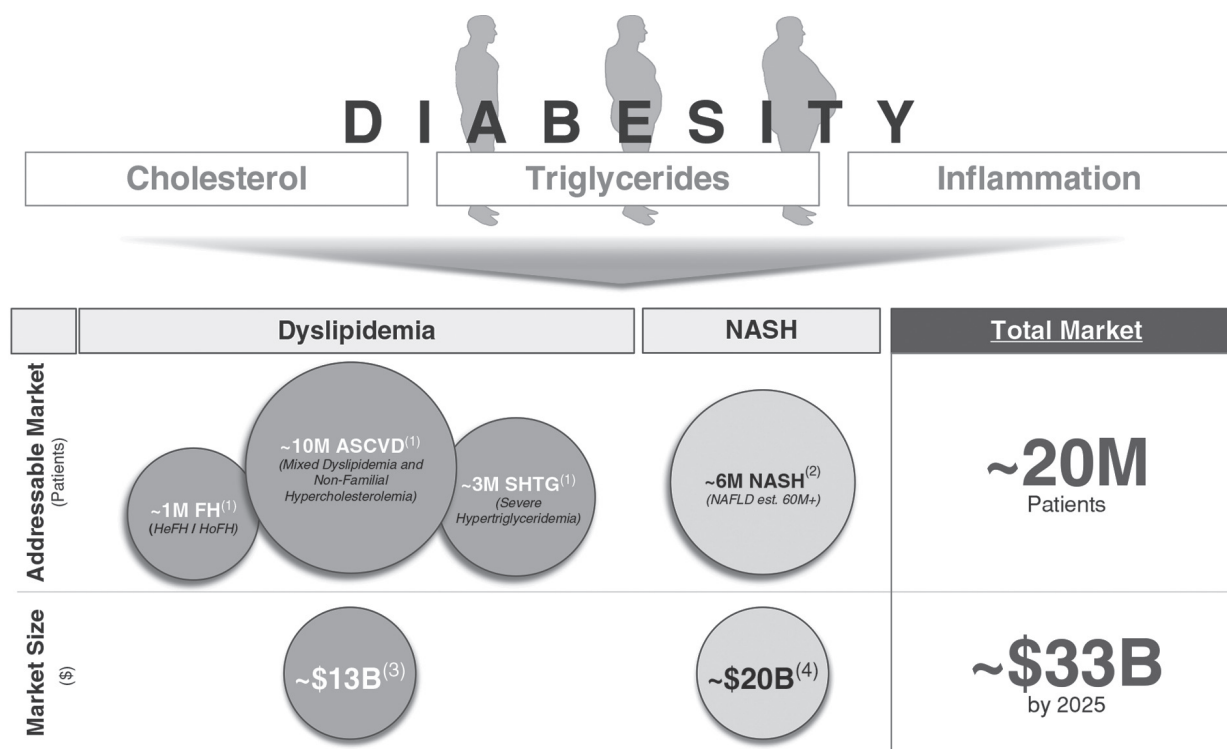 D I A B E S I T Y
Cholesterol
Triglycerides
Inflammation
Dyslipidemia
NASH
Total Market
Addressable Market
(Patients)
~1M FH(1)
(HeFH / HoFH)
~10M ASCVD(1)
(Mixed Dyslipidemia and
Non-Familial
Hypercholesterolemia)
~3M SHTG(1)
(Severe
Hypertriglyceridemia)
~6M NASH(2)
(NAFLD est. 60M+)
~20M
Patients
Market Size
($)
~$13B(3)
~$20B(4)
~$33B
by 2025